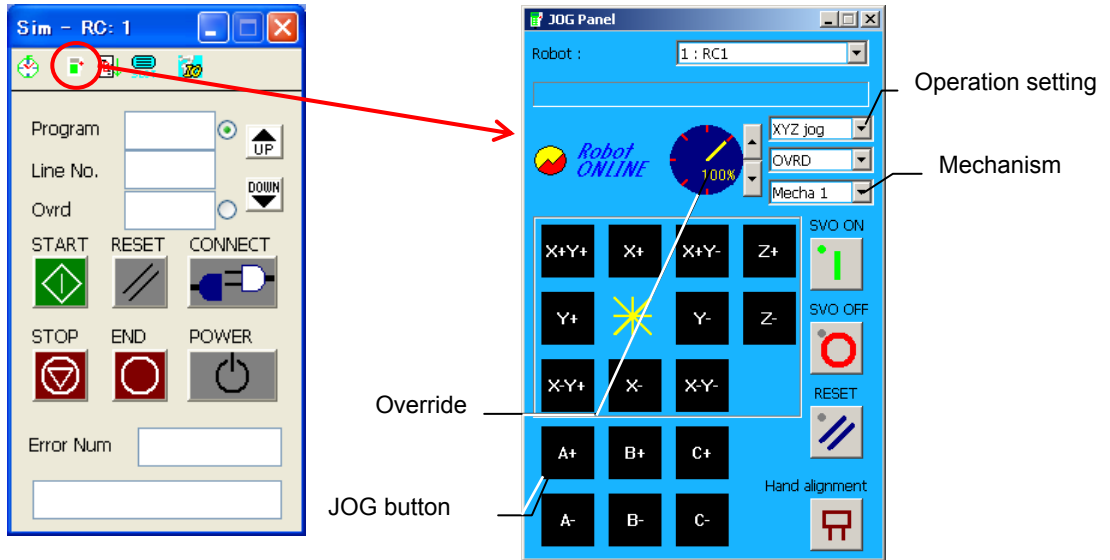 Sim - RC: 1
Program
UP
Line No.
DOWN
Ovrd
START RESET CONNECT
STOP END POWER
Error Num
JOG Panel
Robot :
1 : RC1
Operation setting
XYZ jog
Robot
ONLINE
OVRD
Mechanism
100%
Mecha 1
SVO ON
X+Y+ X+ X+Y- Z+
Y+ Y- Z-
SVO OFF
X-Y+ X- X-Y-
RESET
Override
A+ B+ C+
Hand alignment
JOG button
A- B- C-